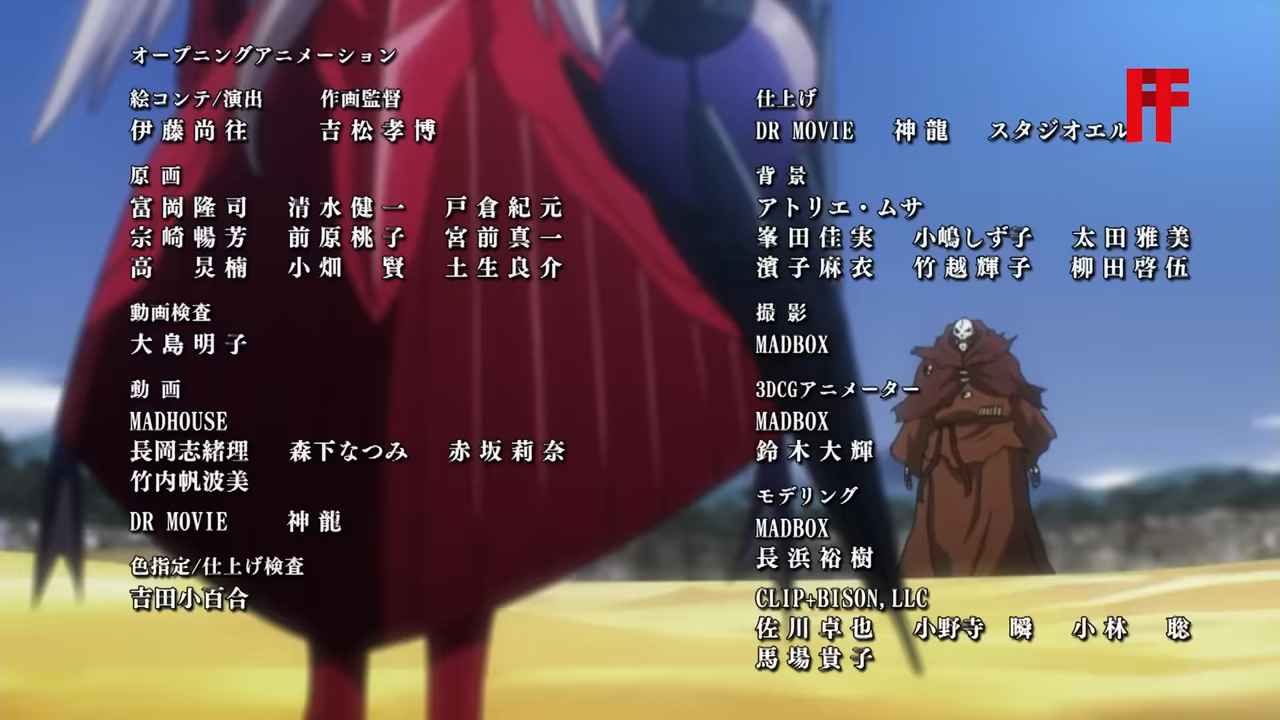 オープニングアニメーション
絵コンテ/演出 作画監督
伊藤尚往 吉松孝博
原画
富岡隆司 清水健一 戸倉紀元
宗崎暢芳 前原桃子 宮前真一
高 炅楠 小畑 賢 土生良介
動画検査
大島明子
動画
MADHOUSE
長岡志緒理 森下なつみ 赤坂莉奈
竹内帆波美
DR MOVIE 神龍
色指定/仕上げ検査
吉田小百合
仕上げ
DR MOVIE 神龍 スタジオエル
背景
アトリエ・ムサ
峯田佳実 小嶋しず子 太田雅美
濱子麻衣 竹越輝子 柳田啓伍
撮影
MADBOX
3DCGアニメーター
MADBOX
鈴木大輝
モデリング
MADBOX
長浜裕樹
CLIP+BISON,LLC
佐川卓也 小野寺 瞬 小林 聡
馬場貴子